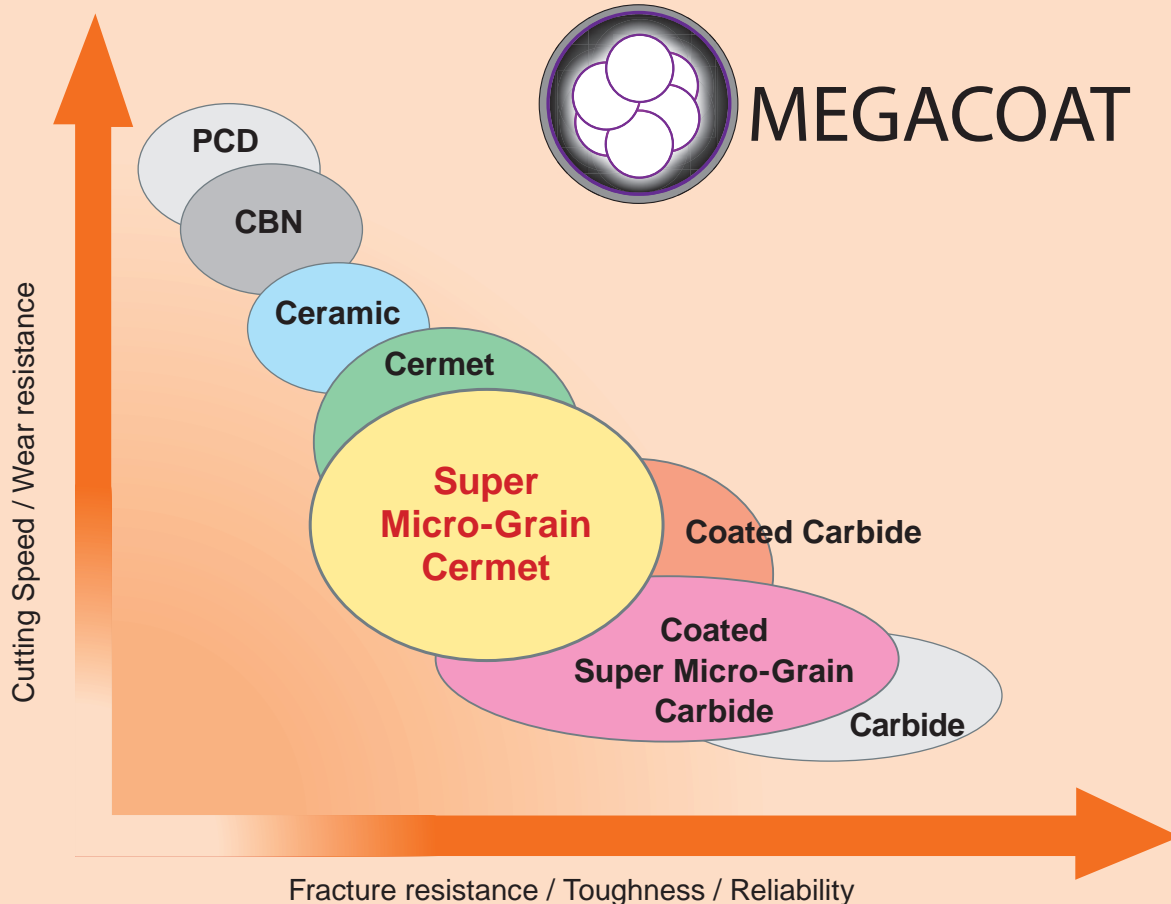 MEGACOAT
PCD
CBN
Ceramic
Cermet
Super
Micro-Grain
Cermet
Coated Carbide
Coated
Super Micro-Grain
Carbide
Carbide
Cutting Speed / Wear resistance
Fracture resistance / Toughness / Reliability